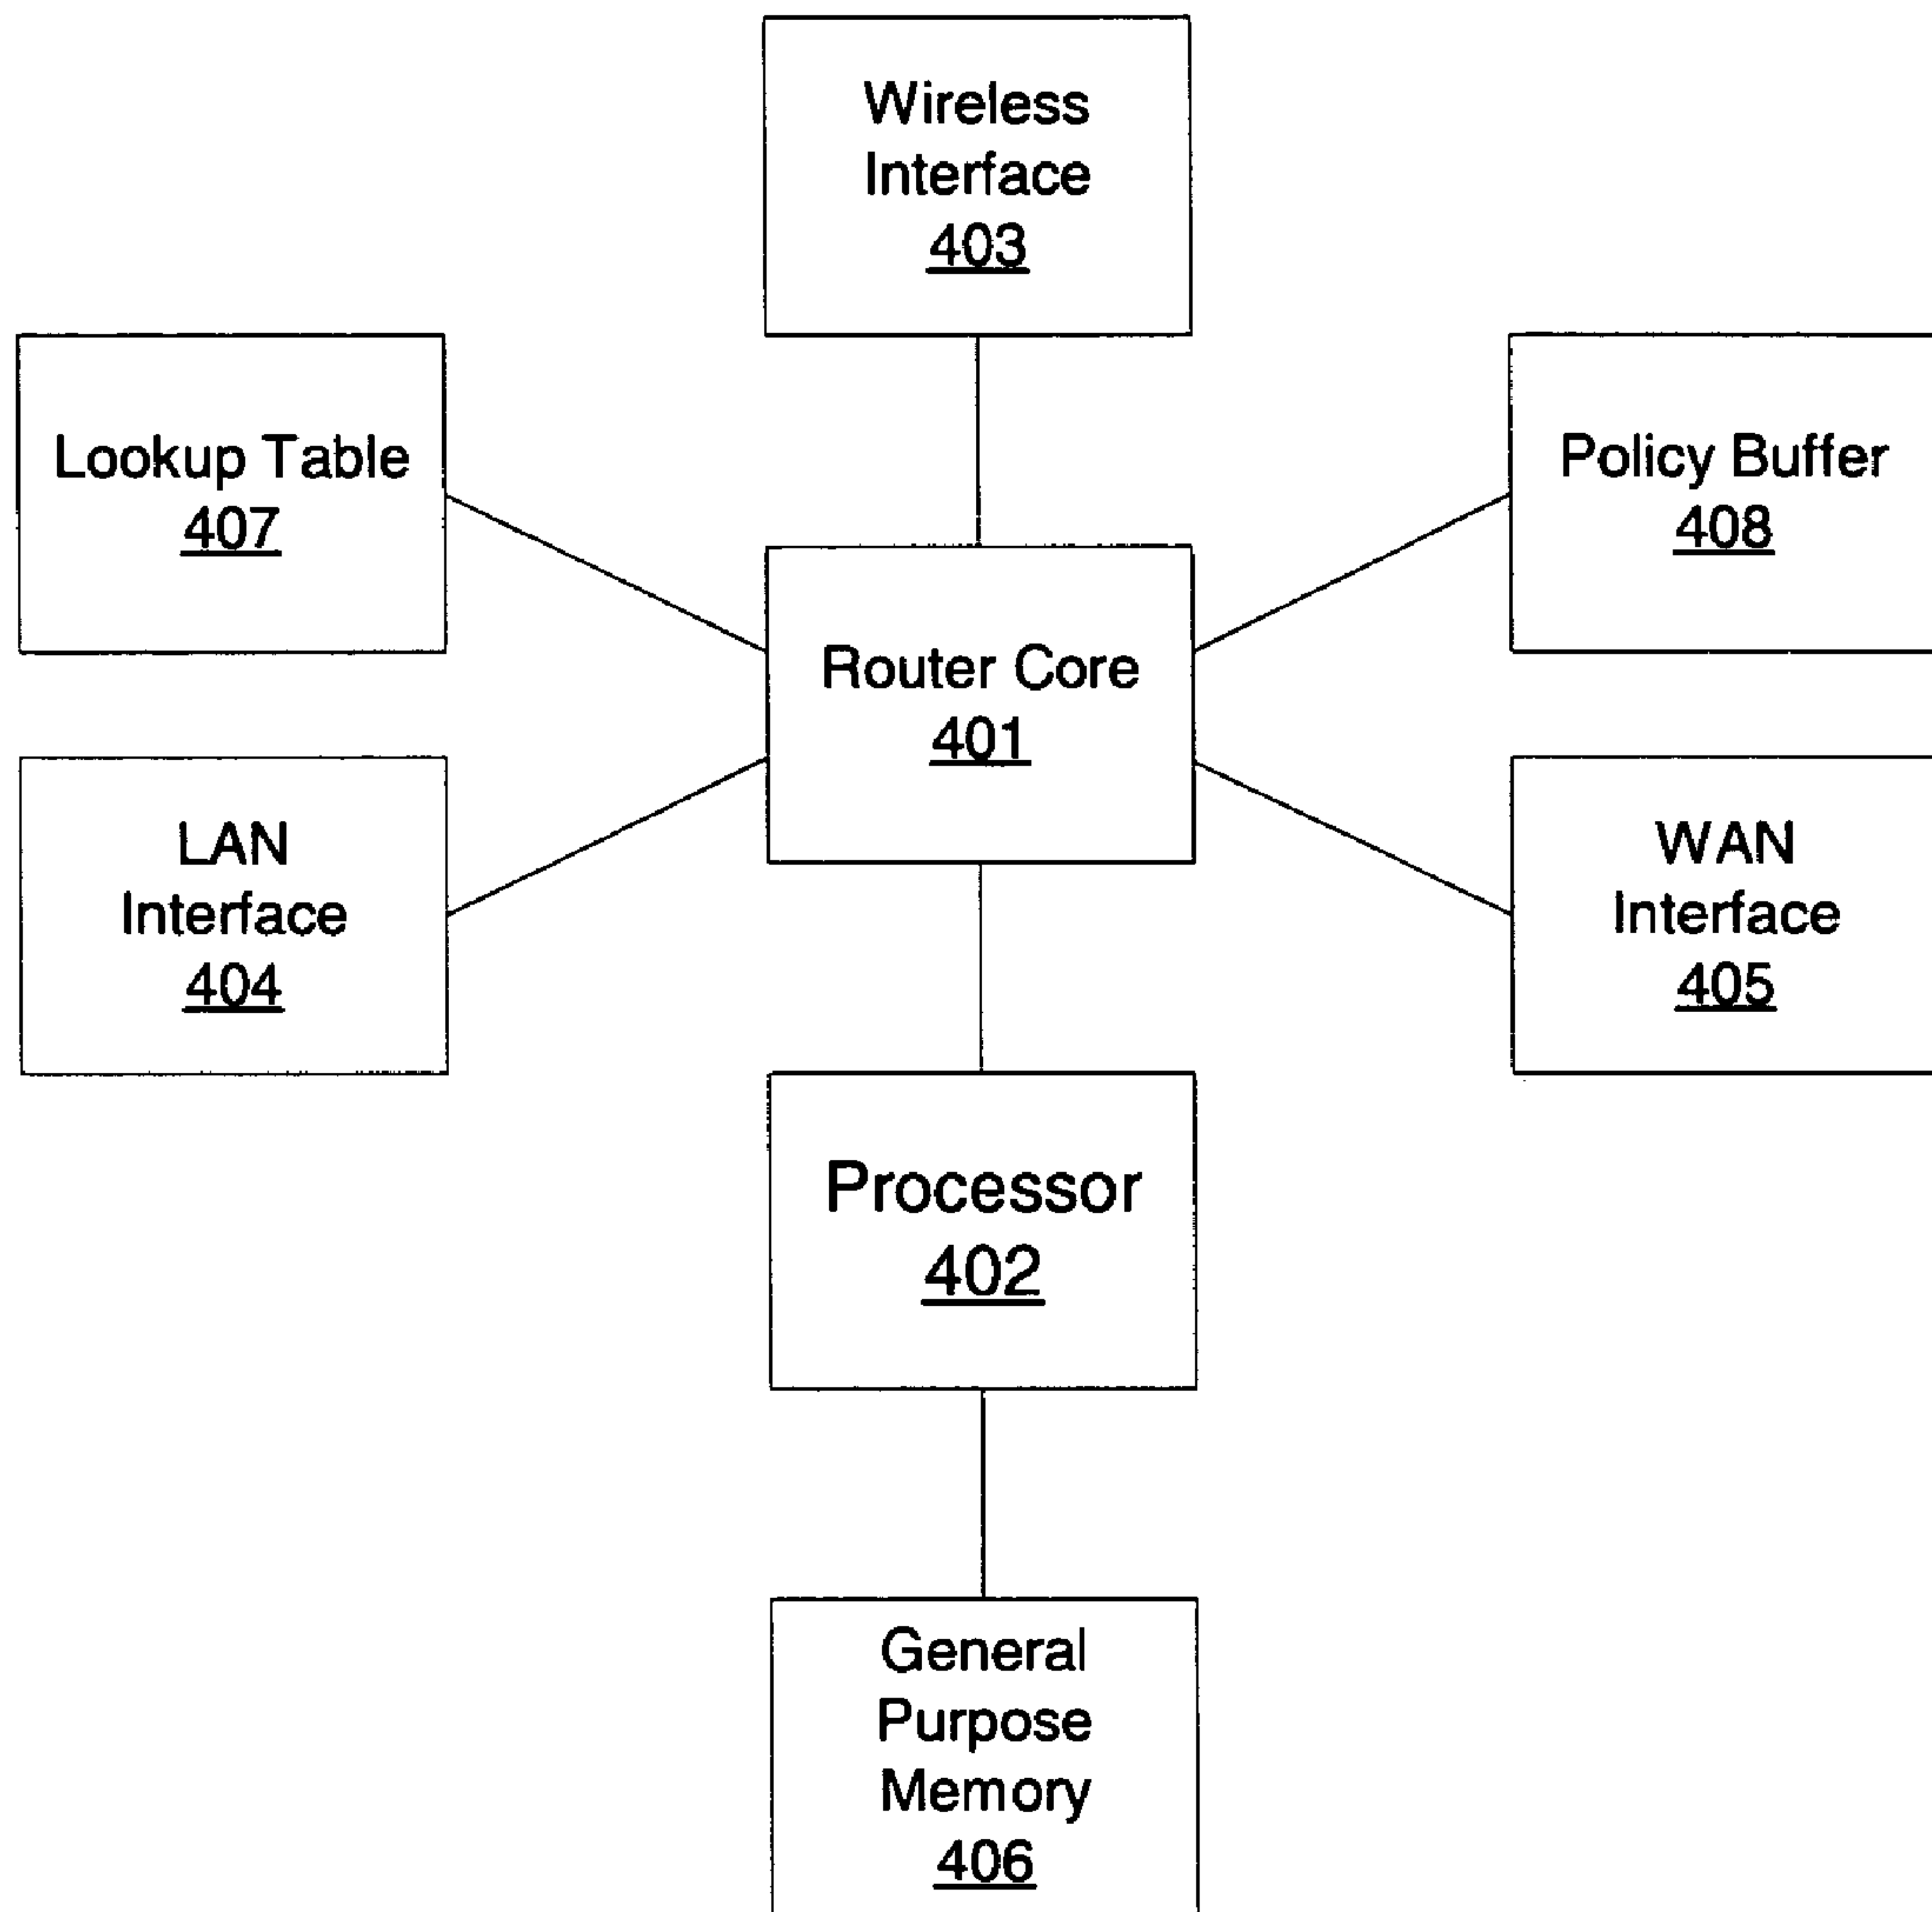 Wireless
Interface
403
Lookup Table
407
Policy Buffer
408
Router Core
401
LAN
Interface
404
WAN
Interface
405
Processor
402
General
Purpose
Memory
406